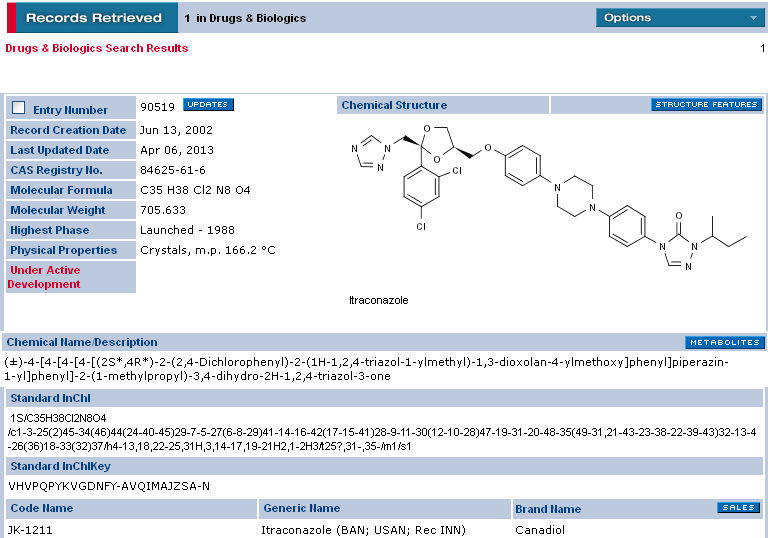 Records Retrieved
1 in Drugs & Biologics
Options
Drugs & Biologics Search Results
1
Entry Number
90519
UPDATES
Chemical Structure
STRUCTURE FEATURES
Record Creation Date
Jun 13, 2002
Last Updated Date
Apr 06, 2013
CAS Registry No.
84625-61-6
Molecular Formula
C35 H38 Cl2 N8 O4
Molecular Weight
705.633
Highest Phase
Launched - 1988
Physical Properties
Crystals, m.p. 166.2 °C
Under Active
Development
O
O
O
N
N
N
Cl
Cl
N
N
O
N
N
N
Itraconazole
Chemical Name/Description
METABOLITES
(±)-4-[4-[4-[4-[(2S*,4R*)-2-(2,4-Dichlorophenyl)-2-(1H-1,2,4-triazol-1-ylmethyl)-1,3-dioxolan-4-ylmethoxy]phenyl]piperazin-
1-yl]phenyl]-2-(1-methylpropyl)-3,4-dihydro-2H-1,2,4-triazol-3-one
Standard InChI
1S/C35H38Cl2N8O4
/c1-3-25(2)45-34(46)44(24-40-45)29-7-5-27(6-8-29)41-14-16-42(17-15-41)28-9-11-30(12-10-28)47-19-31-20-48-35(49-31,21-43-23-38-22-39-43)32-13-4
-26(36)18-33(32)37/h4-13,18,22-25,31H,3,14-17,19-21H2,1-2H3/t25?,31-,35-/m1/s1
Standard InChIKey
VHVPQPYKVGDNFY-AVQIMAJZSA-N
Code Name
Generic Name
Brand Name
SALES
JK-1211
Itraconazole (BAN; USAN; Rec INN)
Canadiol